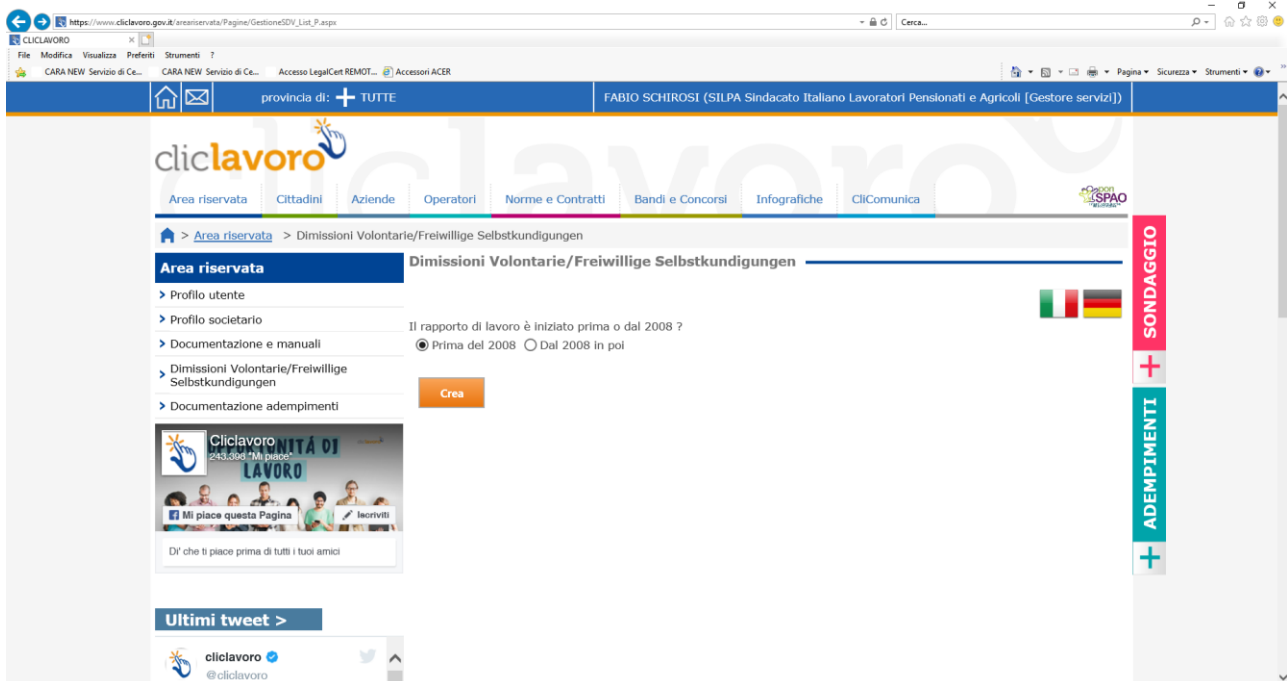 https://www.cliclavoro.gov.it/areariservata/Pagine/GestioneSDV_List_P.aspx
Cerca...
CLICLAVORO
File Modifica Visualizza Preferiti Strumenti ?
CARA NEW Servizio di Ce... CARA NEW Servizio di Ce... Accesso LegalCert REMOT... Accessori ACER
Pagina Sicurezza Strumenti
provincia di: TUTTE
FABIO SCHIROSI (SILPA Sindacato Italiano Lavoratori Pensionati e Agricoli [Gestore servizi])
cliclavoro
Area riservata Cittadini Aziende Operatori Norme e Contratti Bandi e Concorsi Infografiche CliComunica
pon
SPAO
> Area riservata > Dimissioni Volontarie/Freiwillige Selbstkundigungen
Area riservata
Profilo utente
Profilo societario
Documentazione e manuali
Dimissioni Volontarie/Freiwillige
Selbstkundigungen
Documentazione adempimenti
Dimissioni Volontarie/Freiwillige Selbstkundigungen
Il rapporto di lavoro è iniziato prima o dal 2008 ?
Prima del 2008 Dal 2008 in poi
Crea
SONDAGGIO
ADEMPIMENTI
Cliclavoro
243.398 "Mi piace"
LAVORO
Mi piace questa Pagina Iscriviti
Di' che ti piace prima di tutti i tuoi amici
Ultimi tweet >
cliclavoro
@cliclavoro